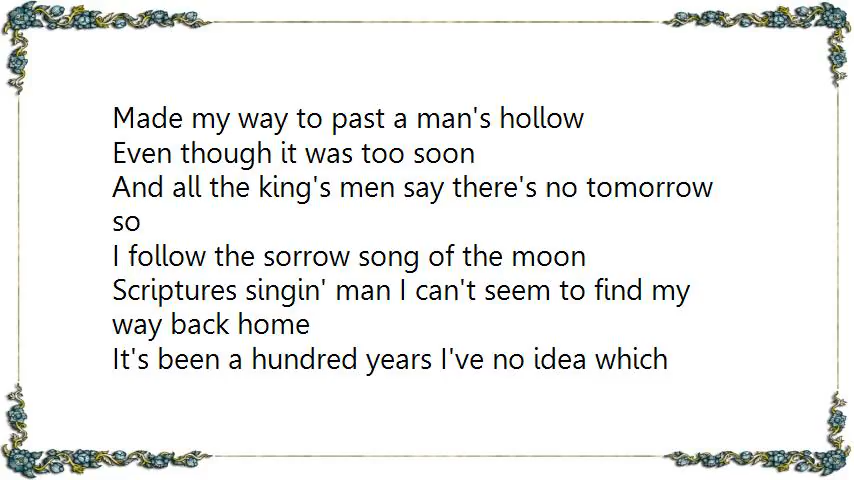 Made my way to past a man's hollow
Even though it was too soon
And all the king's men say there's no tomorrow
so
I follow the sorrow song of the moon
Scriptures singin' man I can't seem to find my
way back home
It's been a hundred years I've no idea which